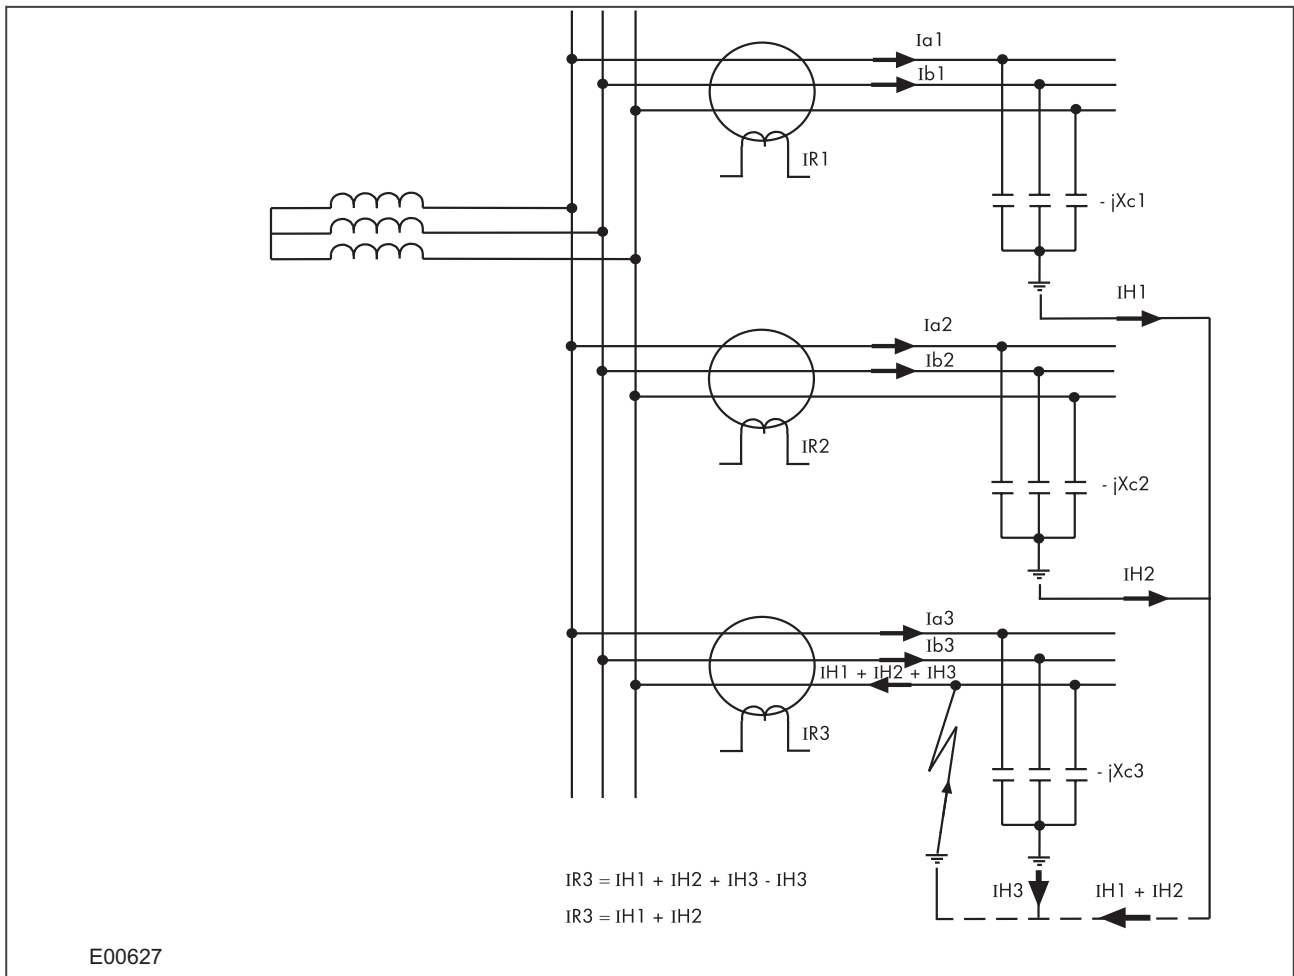 Ia1
Ib1
IR1
- jXc1
IH1
Ia2
Ib2
IR2
- jXc2
IH2
Ia3
Ib3
IH1 + IH2 + IH3
IR3
- jXc3
IR3 = IH1 + IH2 + IH3 - IH3
IH3
IH1 + IH2
IR3 = IH1 + IH2
E00627